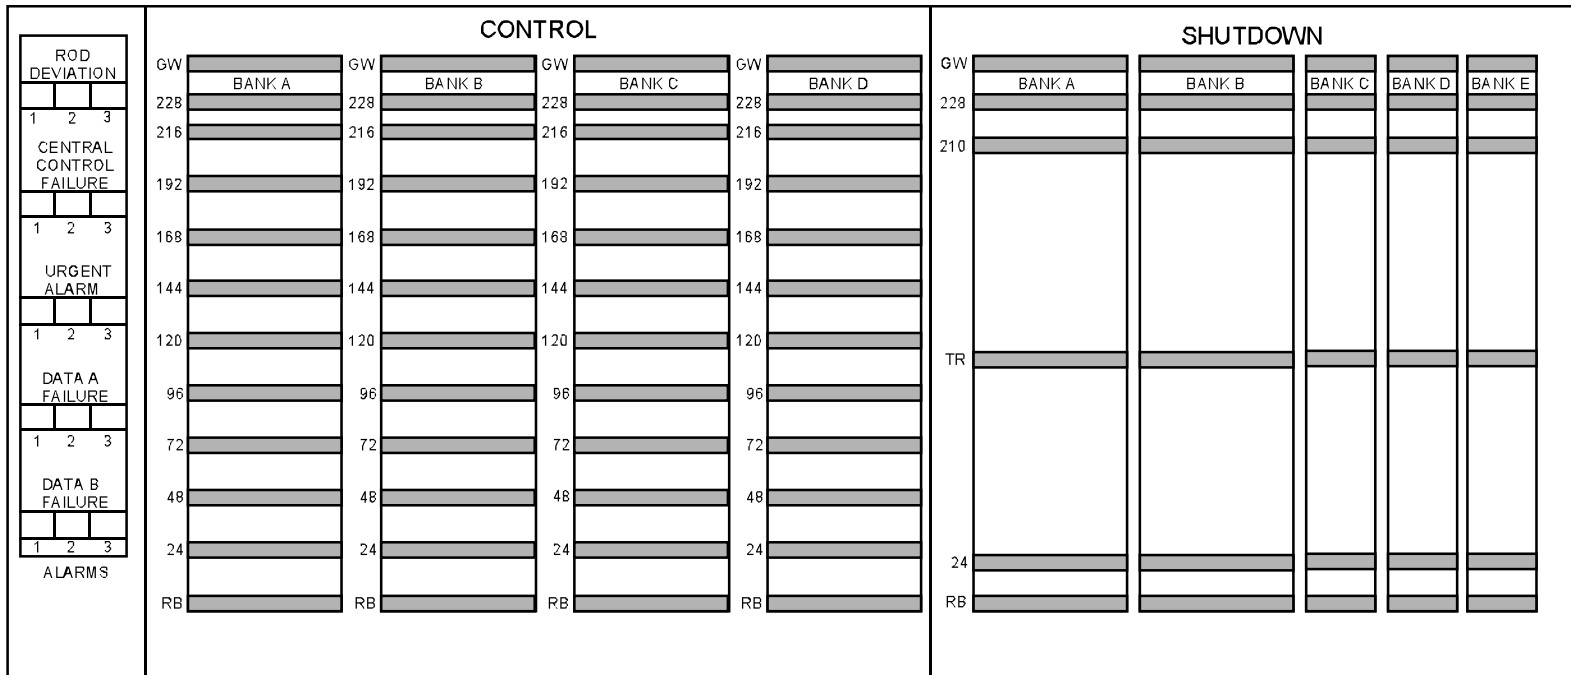 CONTROL
SHUTDOWN
ROD
DEVIATION
1 2 3
CENTRAL
CONTROL
FAILURE
1 2 3
URGENT
ALARM
1 2 3
DATA A
FAILURE
1 2 3
DATA B
FAILURE
1 2 3
ALARMS
GW
BANK A
228
216
192
168
144
120
96
72
48
24
RB
GW
BANK B
228
216
192
168
144
120
96
72
48
24
RB
GW
BANK C
228
216
192
168
144
120
96
72
48
24
RB
GW
BANK D
228
216
192
168
144
120
96
72
48
24
RB
GW
BANK A BANK B BANK C BANK D BANK E
228
210
TR
24
RB